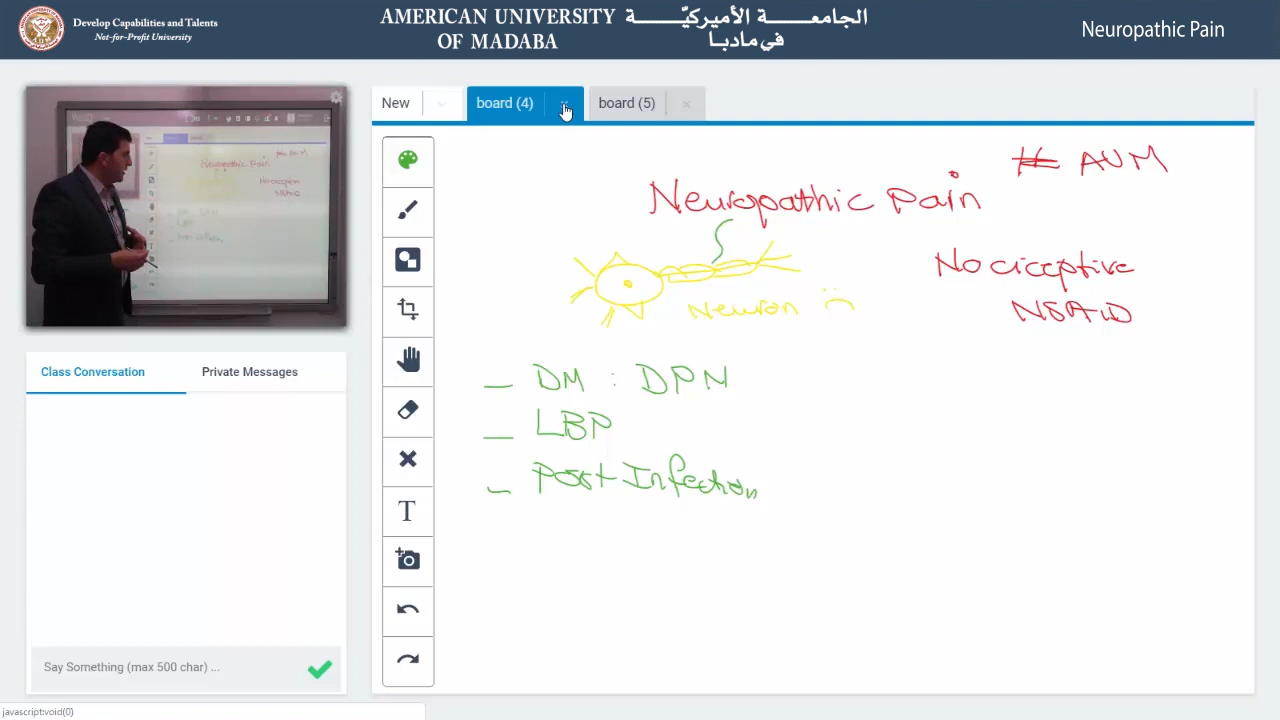 Develop Capabilities and Talents
Not-for-Profit University
AMERICAN UNIVERSITY
OF MADABA
الجامعـــة الأميركيّـــة
في مادبا
Neuropathic Pain
New
board (4)
board (5)
# AUM
Neuropathic Pain
Nociceptive
NSAID
Neuron
_ DM : DPN
_ LBP
_ Post-Infection
Class Conversation
Private Messages
T
Say Something (max 500 char) ...
javascript:void(0)